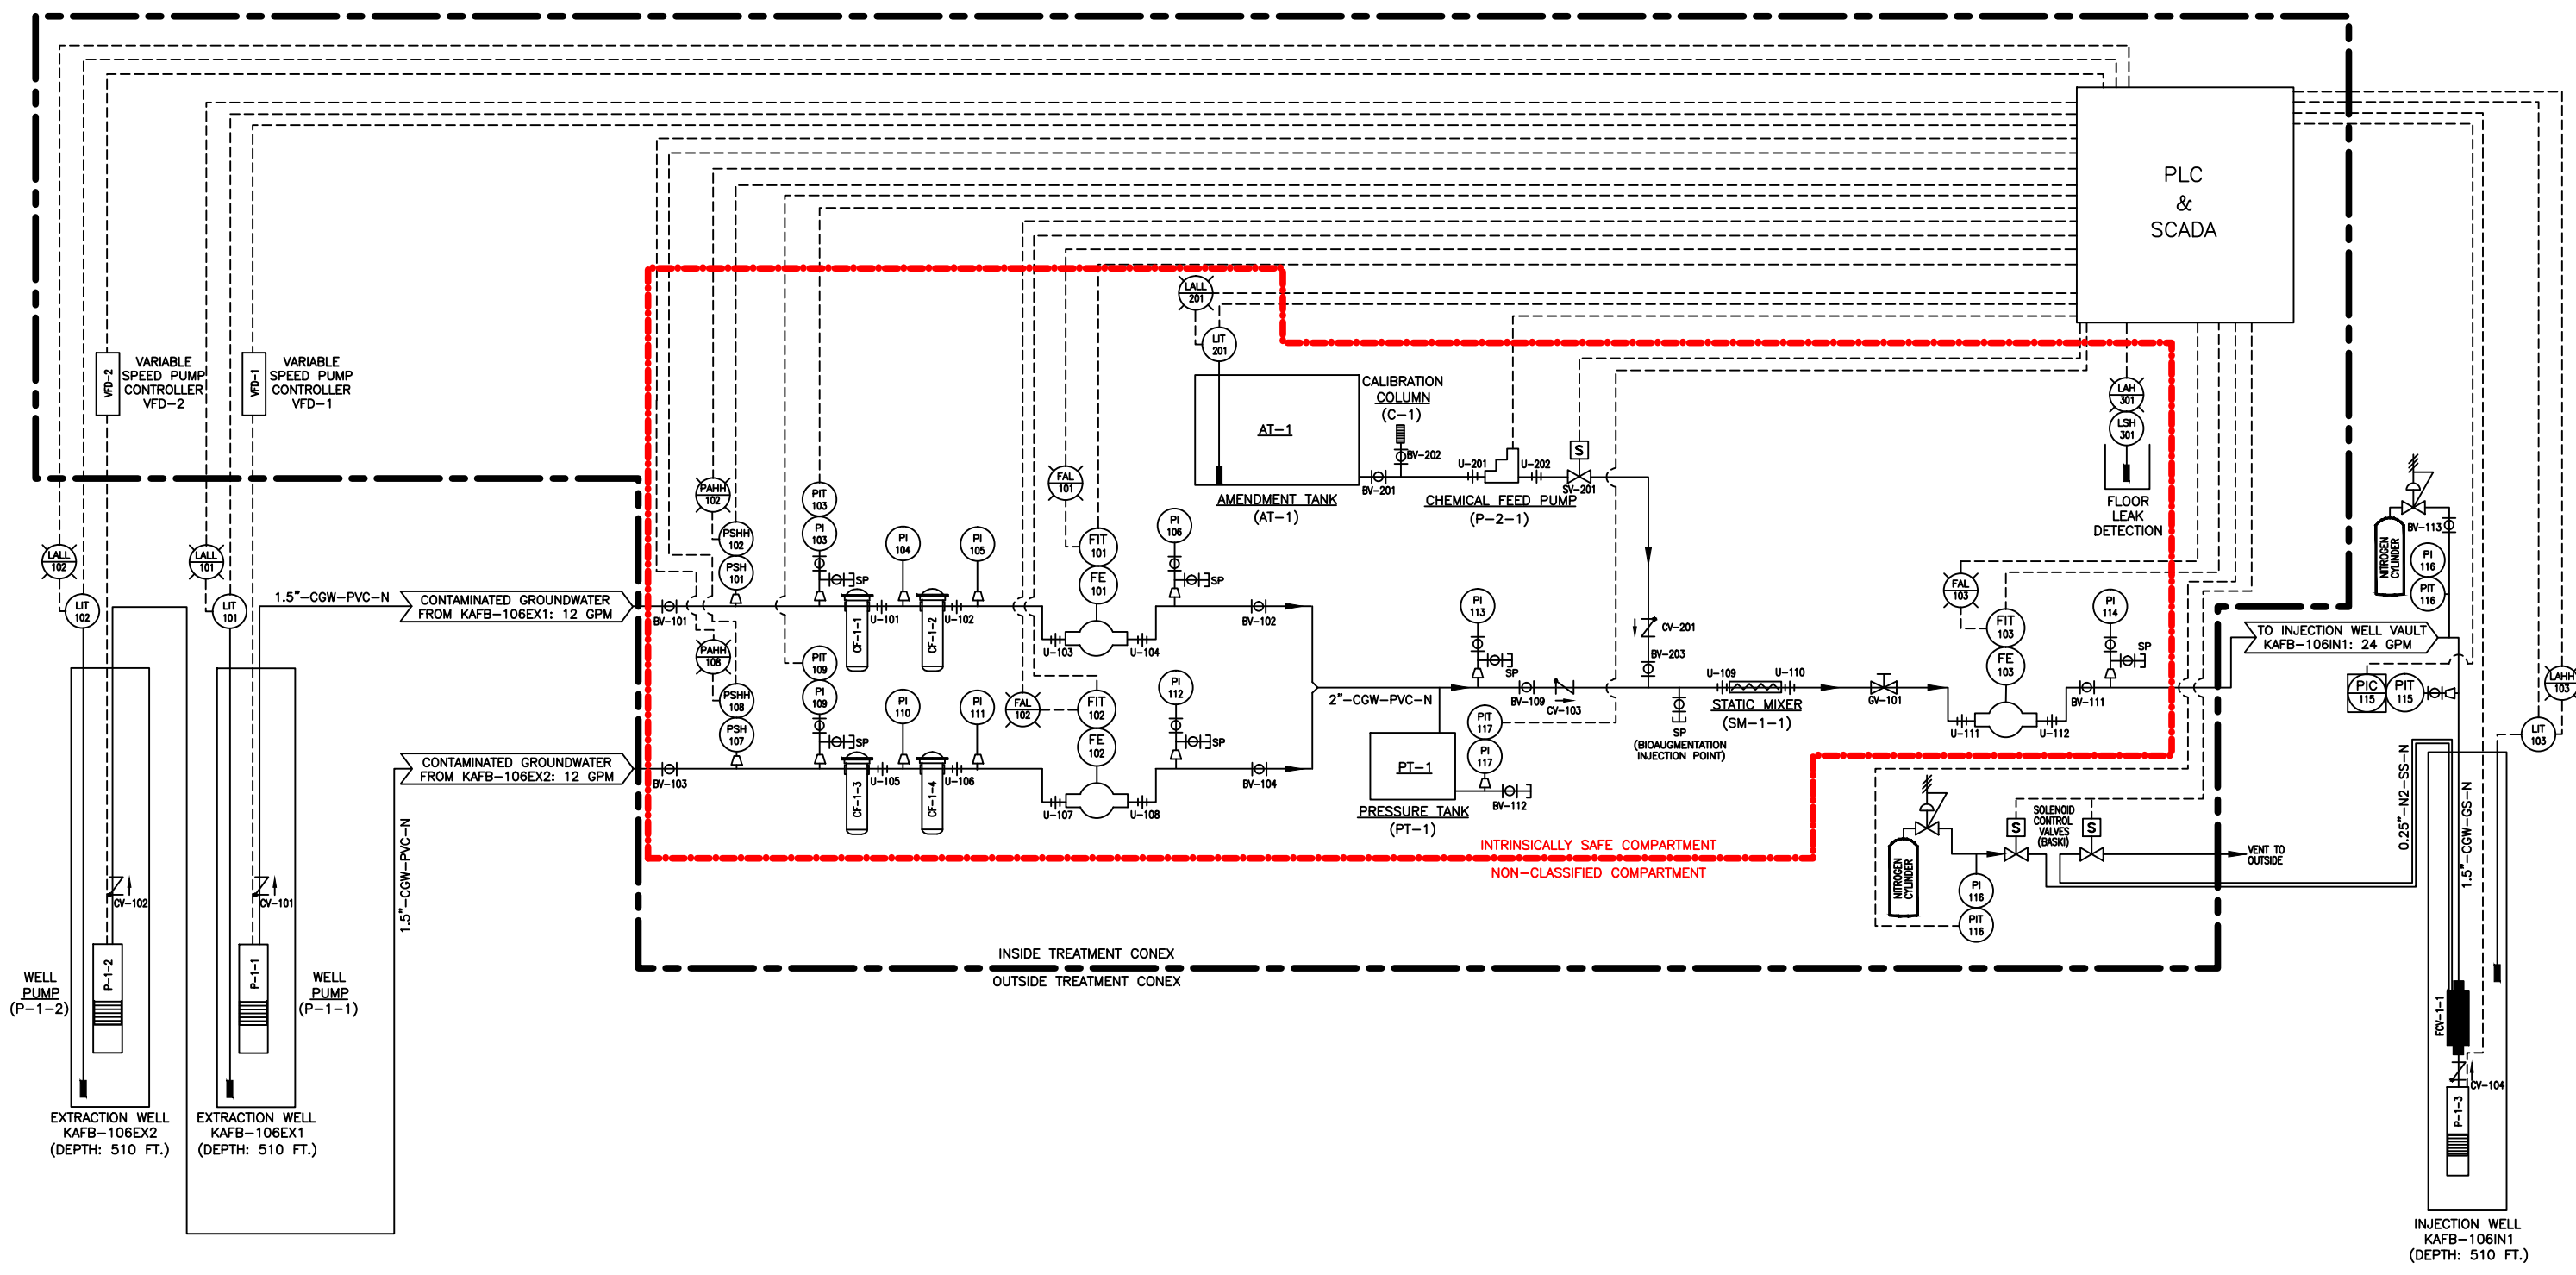 PLC
&
SCADA
LALL
201
LIT
201
VFD-2
VARIABLE
SPEED PUMP
CONTROLLER
VFD-2
VFD-1
VARIABLE
SPEED PUMP
CONTROLLER
VFD-1
AT-1
AMENDMENT TANK
(AT-1)
CALIBRATION
COLUMN
(C-1)
BV-202
BV-201
U-201
U-202
CHEMICAL FEED PUMP
(P-2-1)
S
SV-201
LAH
301
LSH
301
FLOOR
LEAK
DETECTION
PAHH
102
PSHH
102
PSH
101
PIT
103
PI
103
SP
PI
104
PI
105
FAL
101
FIT
101
FE
101
PI
106
SP
LALL
102
LIT
102
LALL
101
LIT
101
1.5"-CGW-PVC-N
CONTAMINATED GROUNDWATER
FROM KAFB-106EX1: 12 GPM
BV-101
CF-1-1
U-101
CF-1-2
U-102
U-103
U-104
BV-102
PAHH
108
PSHH
108
PSH
107
PIT
109
PI
109
SP
PI
110
PI
111
FAL
102
FIT
102
FE
102
PI
112
SP
CONTAMINATED GROUNDWATER
FROM KAFB-106EX2: 12 GPM
BV-103
CF-1-3
U-105
CF-1-4
U-106
U-107
U-108
BV-104
2"-CGW-PVC-N
PI
113
SP
BV-109
CV-103
CV-201
BV-203
SP
(BIOAUGMENTATION
INJECTION POINT)
U-109
U-110
STATIC MIXER
(SM-1-1)
GV-101
PT-1
PRESSURE TANK
(PT-1)
PIT
117
PI
117
BV-112
FAL
103
FIT
103
FE
103
U-111
U-112
BV-111
PI
114
SP
TO INJECTION WELL VAULT
KAFB-106IN1: 24 GPM
NITROGEN
CYLINDER
BV-113
PI
116
PIT
116
PIC
115
PIT
115
LAHH
103
LIT
103
INTRINSICALLY SAFE COMPARTMENT
NON-CLASSIFIED COMPARTMENT
NITROGEN
CYLINDER
PI
116
PIT
116
S
SOLENOID
CONTROL
VALVES
(BASKI)
S
VENT TO
OUTSIDE
0.25"-N2-SS-N
1.5"-CGW-GS-N
1.5"-CGW-PVC-N
INSIDE TREATMENT CONEX
OUTSIDE TREATMENT CONEX
CV-102
CV-101
WELL
PUMP
(P-1-2)
P-1-2
P-1-1
WELL
PUMP
(P-1-1)
FCV-1-1
CV-104
P-1-3
EXTRACTION WELL
KAFB-106EX2
(DEPTH: 510 FT.)
EXTRACTION WELL
KAFB-106EX1
(DEPTH: 510 FT.)
INJECTION WELL
KAFB-106IN1
(DEPTH: 510 FT.)